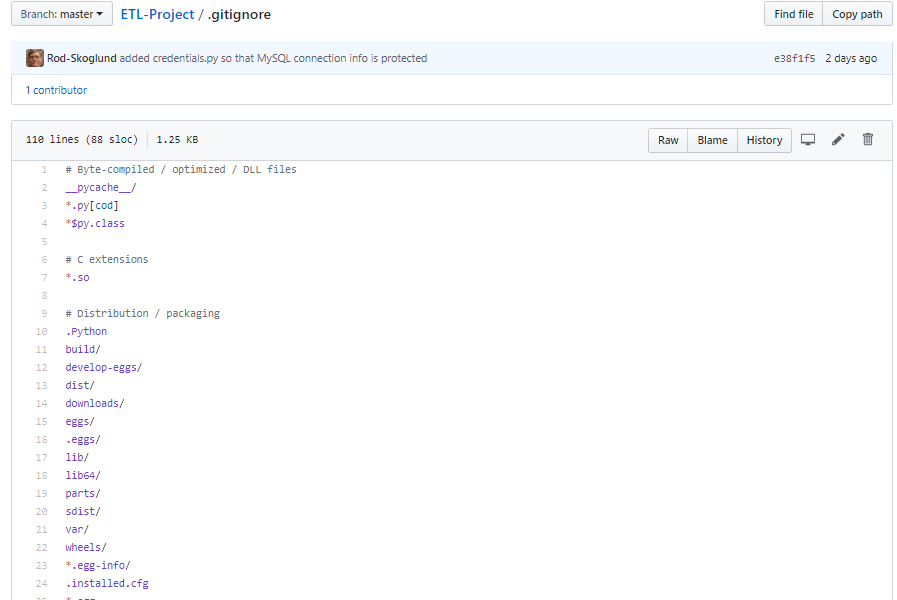 Branch: master ETL-Project / .gitignore Find file Copy path
Rod-Skoglund added credentials.py so that MySQL connection info is protected e38f1f5 2 days ago
1 contributor
110 lines (88 sloc) 1.25 KB Raw Blame History
1 # Byte-compiled / optimized / DLL files
2 __pycache__/
3 *.py[cod]
4 *$py.class
5
6 # C extensions
7 *.so
8
9 # Distribution / packaging
10 .Python
11 build/
12 develop-eggs/
13 dist/
14 downloads/
15 eggs/
16 .eggs/
17 lib/
18 lib64/
19 parts/
20 sdist/
21 var/
22 wheels/
23 *.egg-info/
24 .installed.cfg